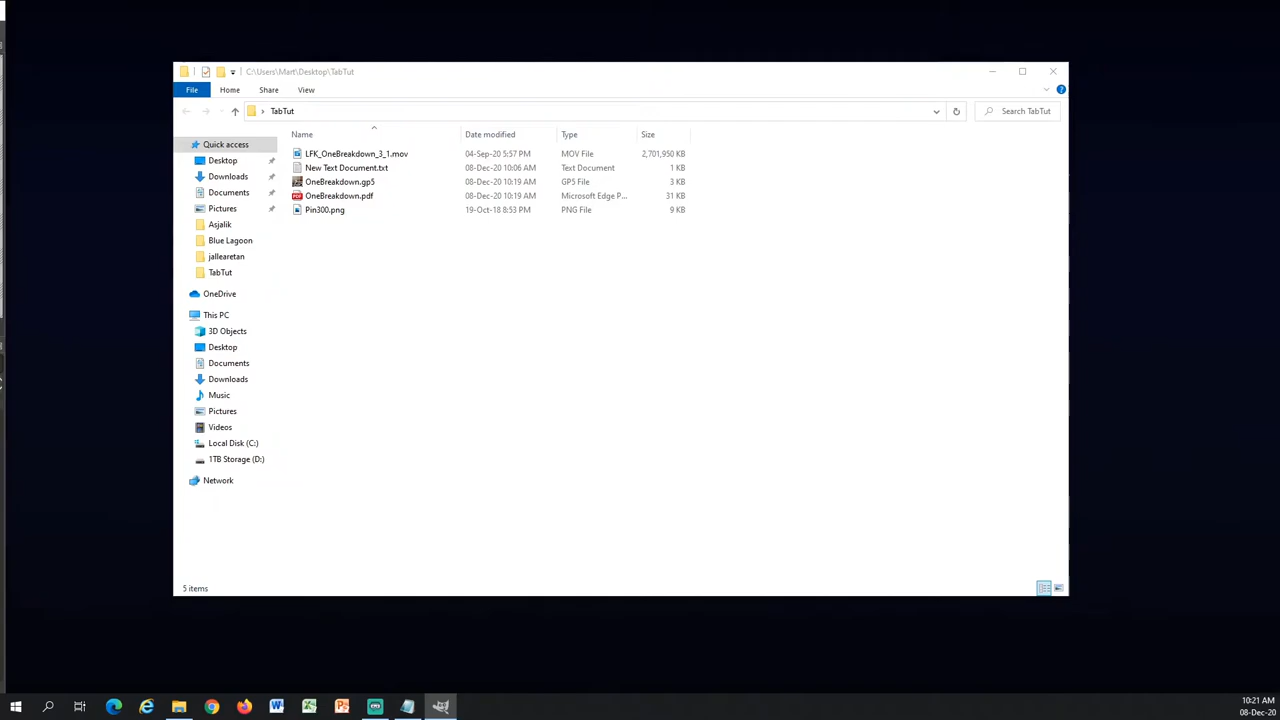 C:\Users\Mart\Desktop\TabTut
File Home Share View
TabTut
Search TabTut
Name Date modified Type Size
LFK_OneBreakdown_3_1.mov 04-Sep-20 5:57 PM MOV File 2,701,950 KB
New Text Document.txt 08-Dec-20 10:06 AM Text Document 1 KB
OneBreakdown.gp5 08-Dec-20 10:19 AM GP5 File 3 KB
OneBreakdown.pdf 08-Dec-20 10:19 AM Microsoft Edge P... 31 KB
Pin300.png 19-Oct-18 8:53 PM PNG File 9 KB
Quick access
Desktop
Downloads
Documents
Pictures
Asjalik
Blue Lagoon
jallearetan
TabTut
OneDrive
This PC
3D Objects
Desktop
Documents
Downloads
Music
Pictures
Videos
Local Disk (C:)
1TB Storage (D:)
Network
5 items
10:21 AM
08-Dec-20